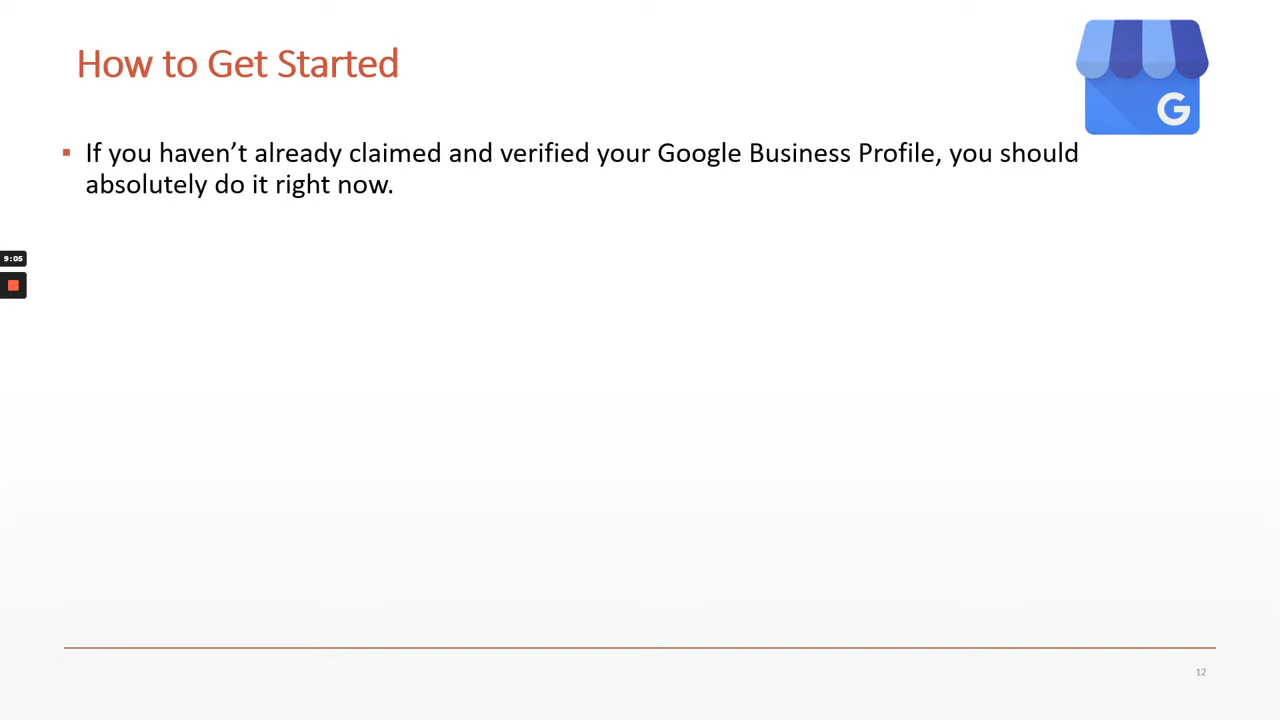 How to Get Started
G
▪ If you haven’t already claimed and verified your Google Business Profile, you should
absolutely do it right now.
9:05
12